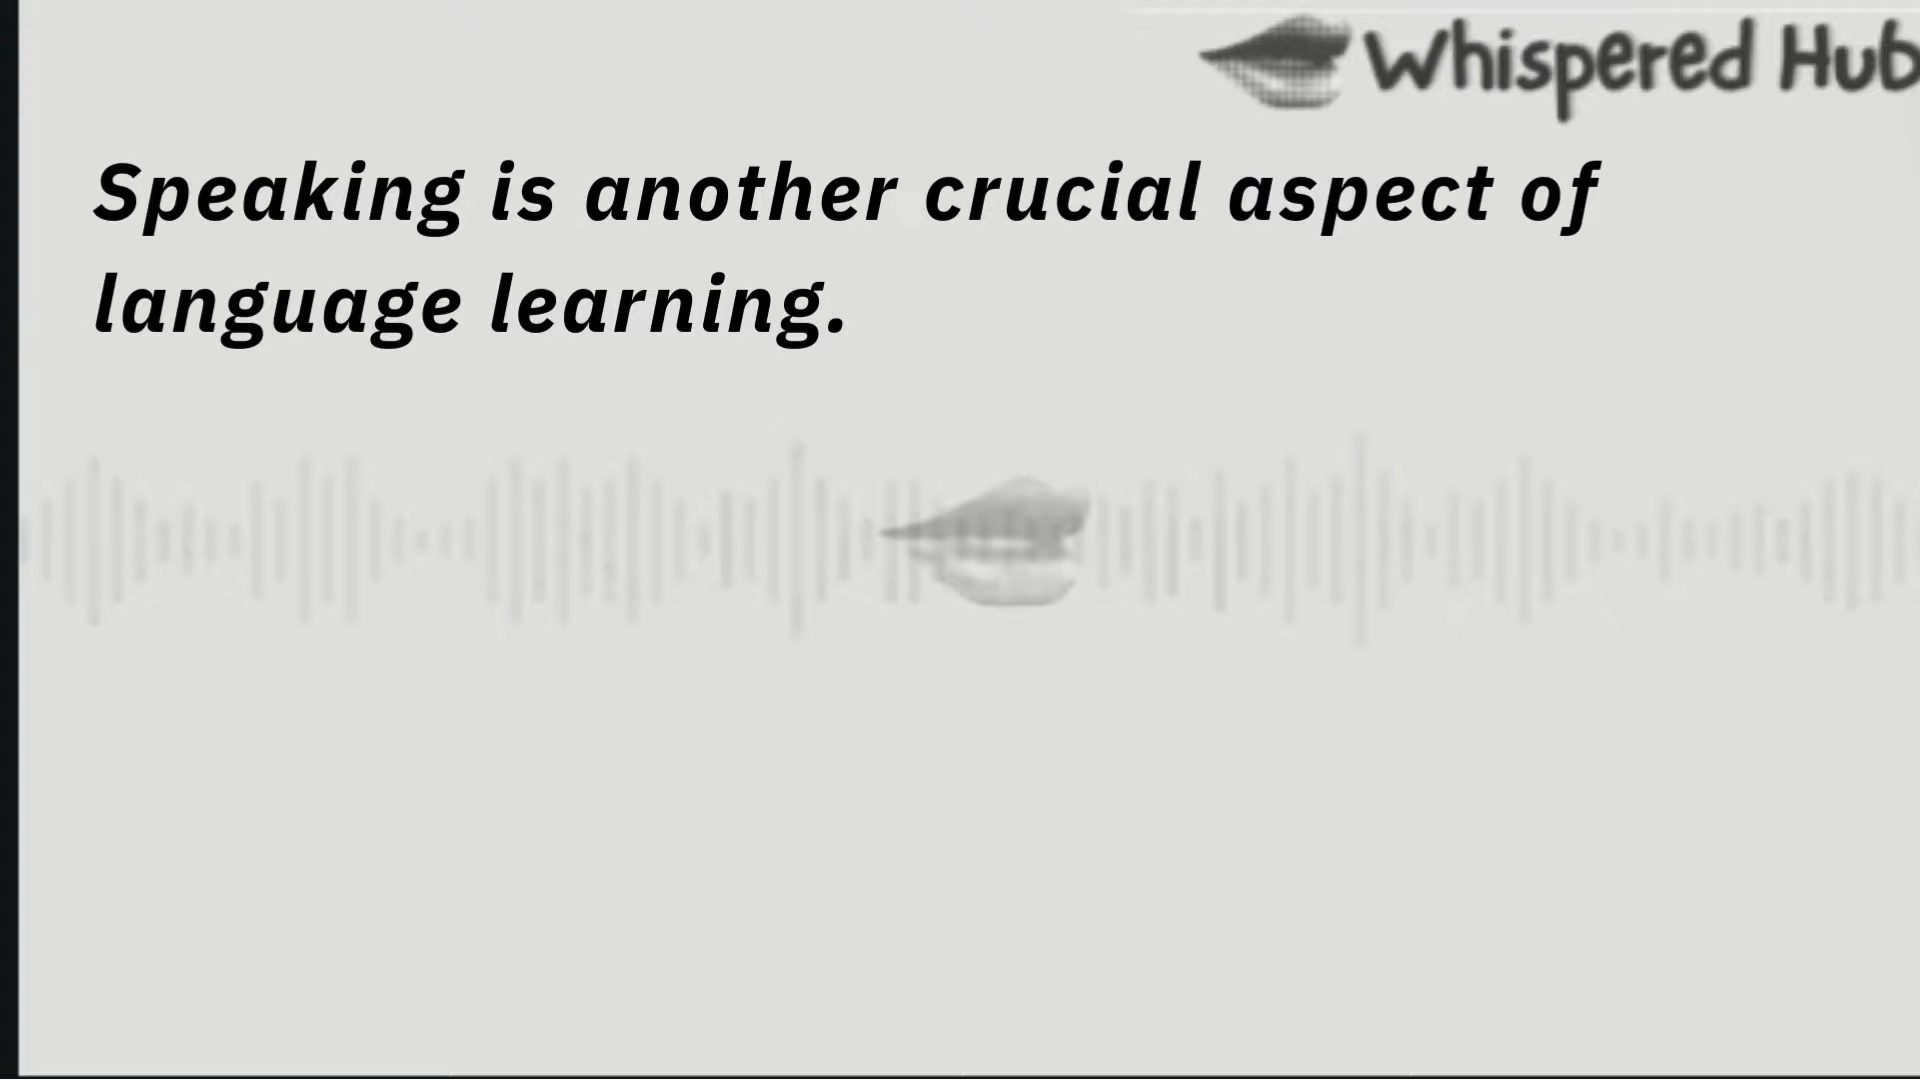 Whispered Hub
Speaking is another crucial aspect of
language learning.